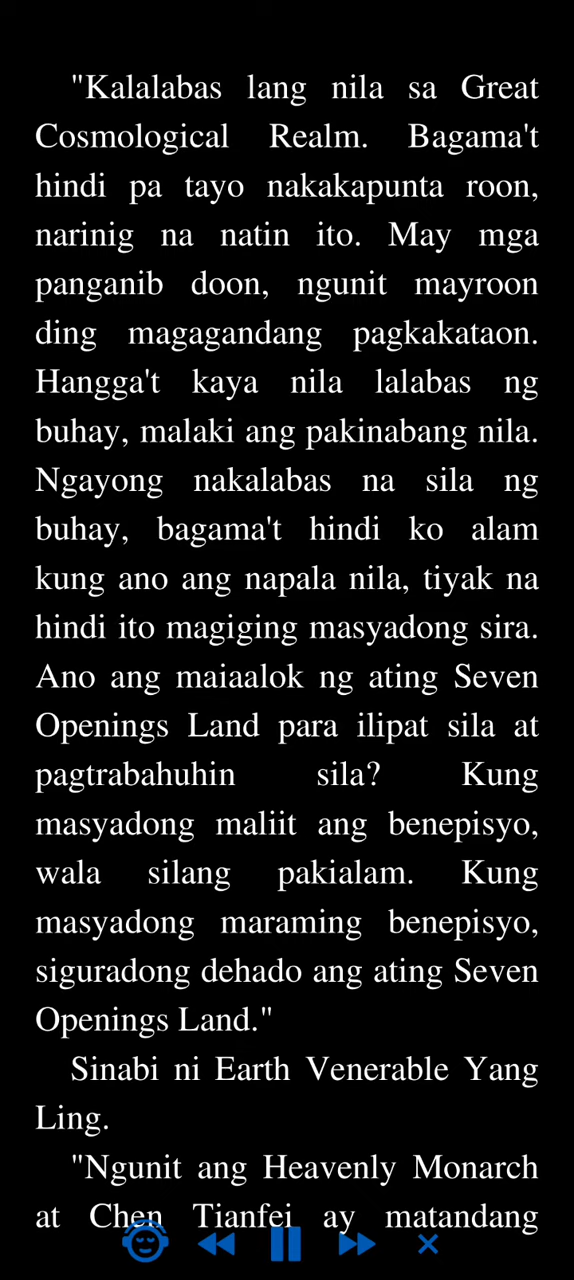 "Kalalabas lang nila sa Great
Cosmological Realm. Bagama't
hindi pa tayo nakakapunta roon,
narinig na natin ito. May mga
panganib doon, ngunit mayroon
ding magagandang pagkakataon.
Hangga't kaya nila lalabas ng
buhay, malaki ang pakinabang nila.
Ngayong nakalabas na sila ng
buhay, bagama't hindi ko alam
kung ano ang napala nila, tiyak na
hindi ito magiging masyadong sira.
Ano ang maiaalok ng ating Seven
Openings Land para ilipat sila at
pagtrabahuhin sila? Kung
masyadong maliit ang benepisyo,
wala silang pakialam. Kung
masyadong maraming benepisyo,
siguradong dehado ang ating Seven
Openings Land."
Sinabi ni Earth Venerable Yang
Ling.
"Ngunit ang Heavenly Monarch
at Chen Tianfei ay matandang